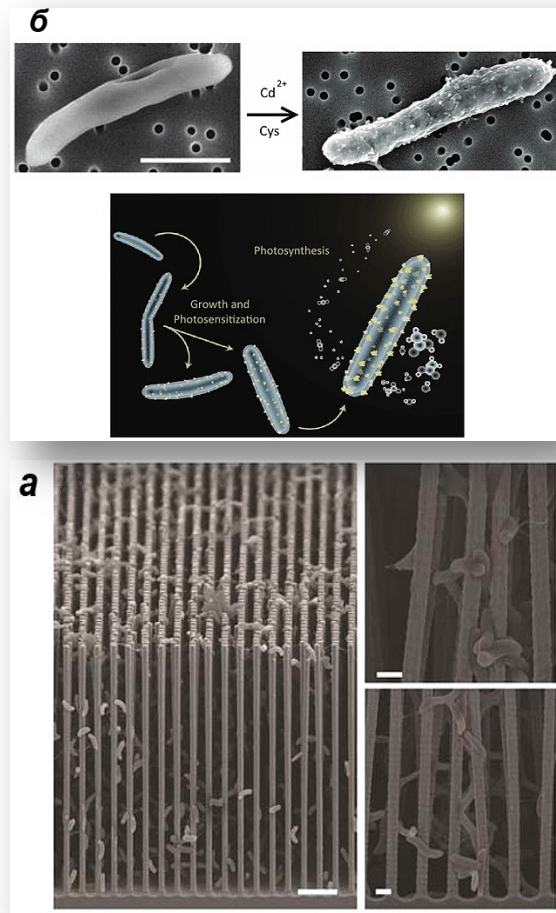 б
Cd²⁺
Cys
Photosynthesis
Growth and
Photosensitization
а